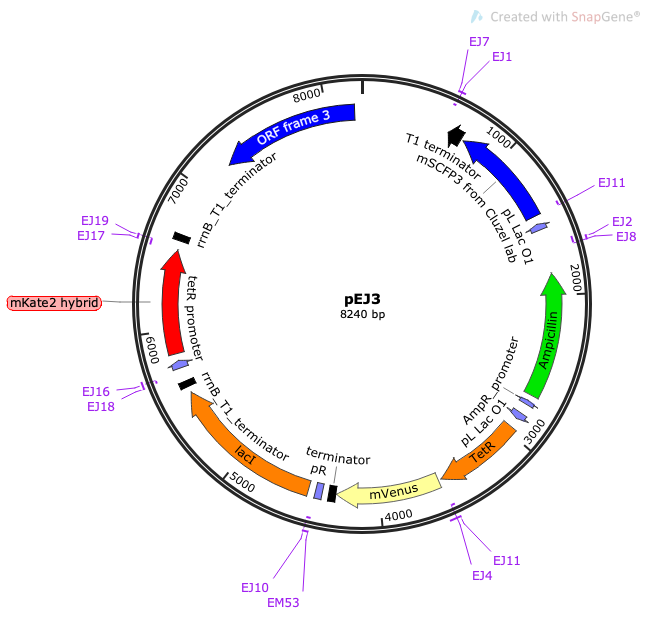 Created with SnapGene®
EJ7
EJ1
8000
1000
ORF frame 3
T1 terminator
mSCFP3 from Cluzel lab
rrnB_T1_terminator
7000
EJ11
pL Lac O1
EJ2
EJ8
EJ19
EJ17
2000
mKate2 hybrid
pEJ3
8240 bp
tetR promoter
6000
Ampicillin
AmpR_promoter
EJ16
EJ18
rrnB_T1_terminator
pL Lac O1
3000
TetR
lacI
terminator
pR
mVenus
5000
4000
EJ11
EJ4
EJ10
EM53